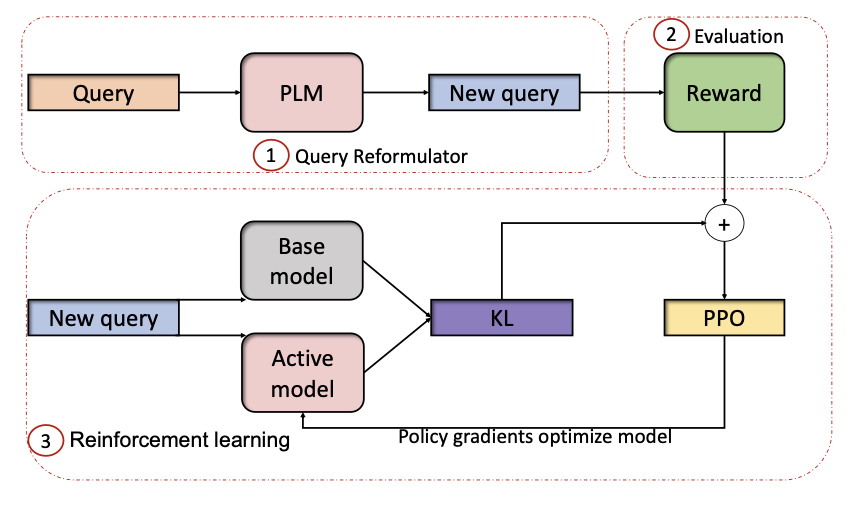 2 Evaluation
Query
PLM
New query
Reward
1 Query Reformulator
Base
model
+
New query
KL
PPO
Active
model
Policy gradients optimize model
3 Reinforcement learning